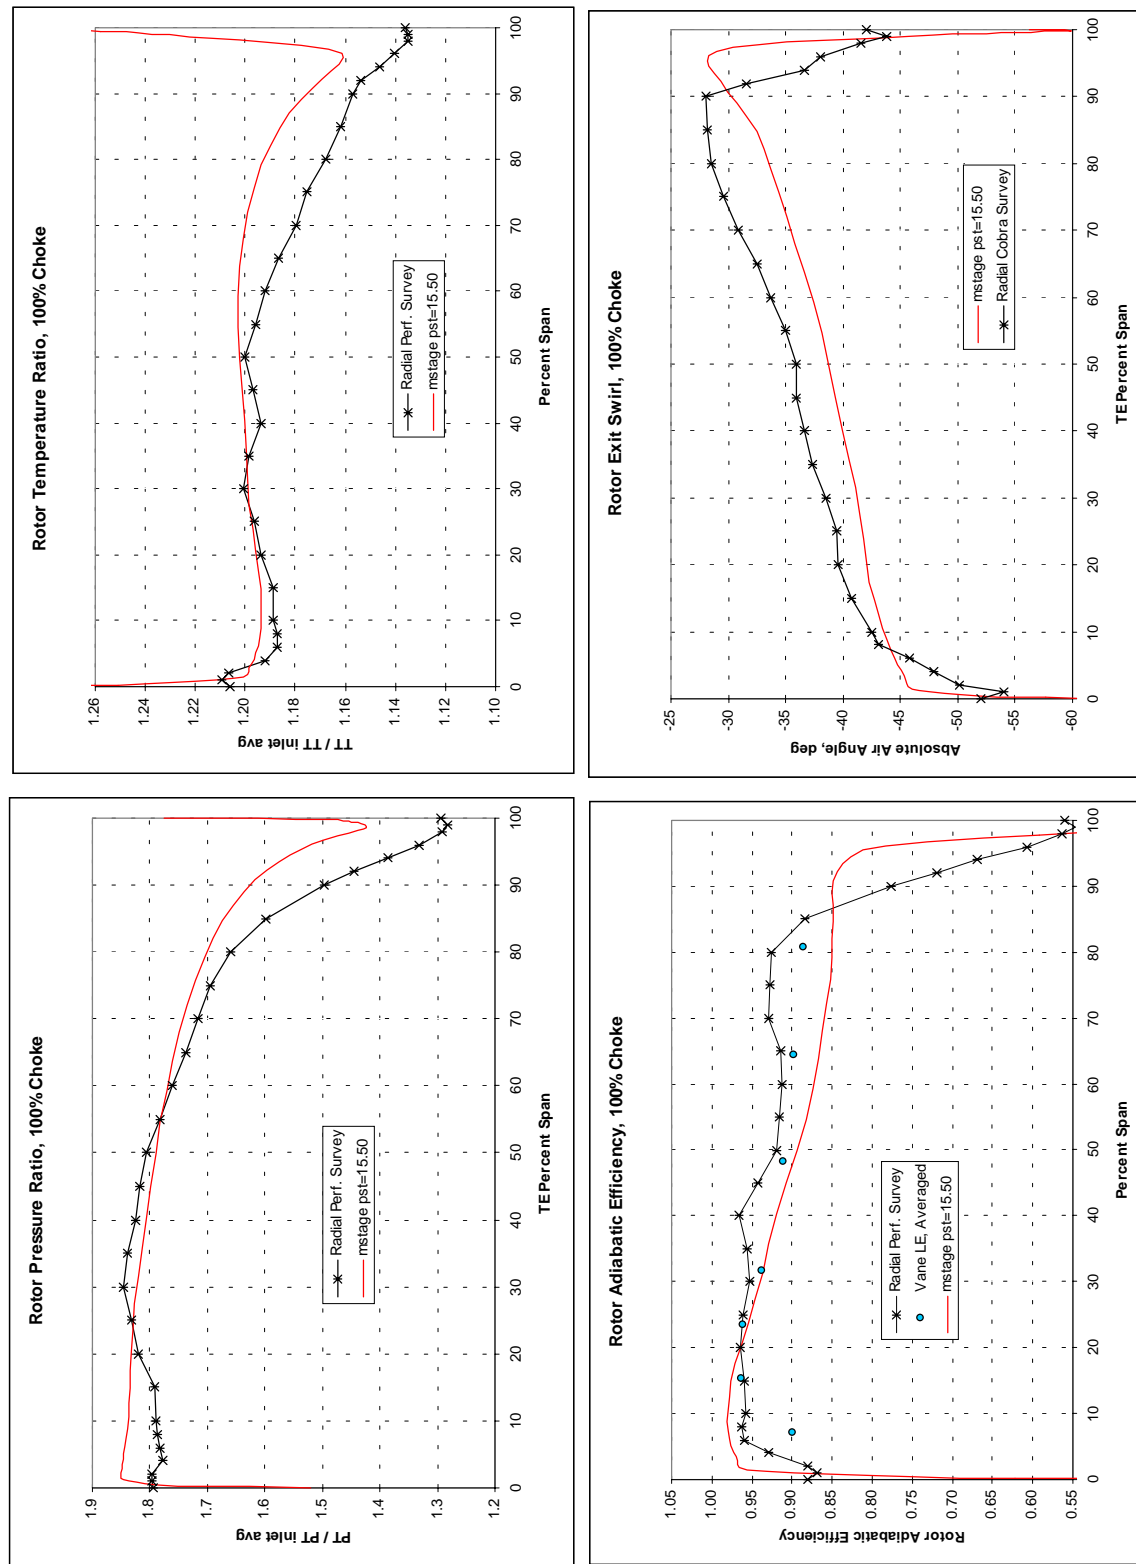 Rotor Pressure Ratio, 100% Choke
PT / PT inlet avg
1.9
1.8
1.7
1.6
1.5
1.4
1.3
1.2
0 10 20 30 40 50 60 70 80 90 100
TE Percent Span
Radial Perf. Survey
mstage pst=15.50
Rotor Temperature Ratio, 100% Choke
TT / TT inlet avg
1.26
1.24
1.22
1.20
1.18
1.16
1.14
1.12
1.10
0 10 20 30 40 50 60 70 80 90 100
Percent Span
Radial Perf. Survey
mstage pst=15.50
Rotor Adiabatic Efficiency, 100% Choke
Rotor Adiabatic Efficiency
1.05
1.00
0.95
0.90
0.85
0.80
0.75
0.70
0.65
0.60
0.55
0 10 20 30 40 50 60 70 80 90 100
Percent Span
Radial Perf. Survey
Vane LE, Averaged
mstage pst=15.50
Rotor Exit Swirl, 100% Choke
Absolute Air Angle, deg
-25
-30
-35
-40
-45
-50
-55
-60
0 10 20 30 40 50 60 70 80 90 100
TE Percent Span
mstage pst=15.50
Radial Cobra Survey